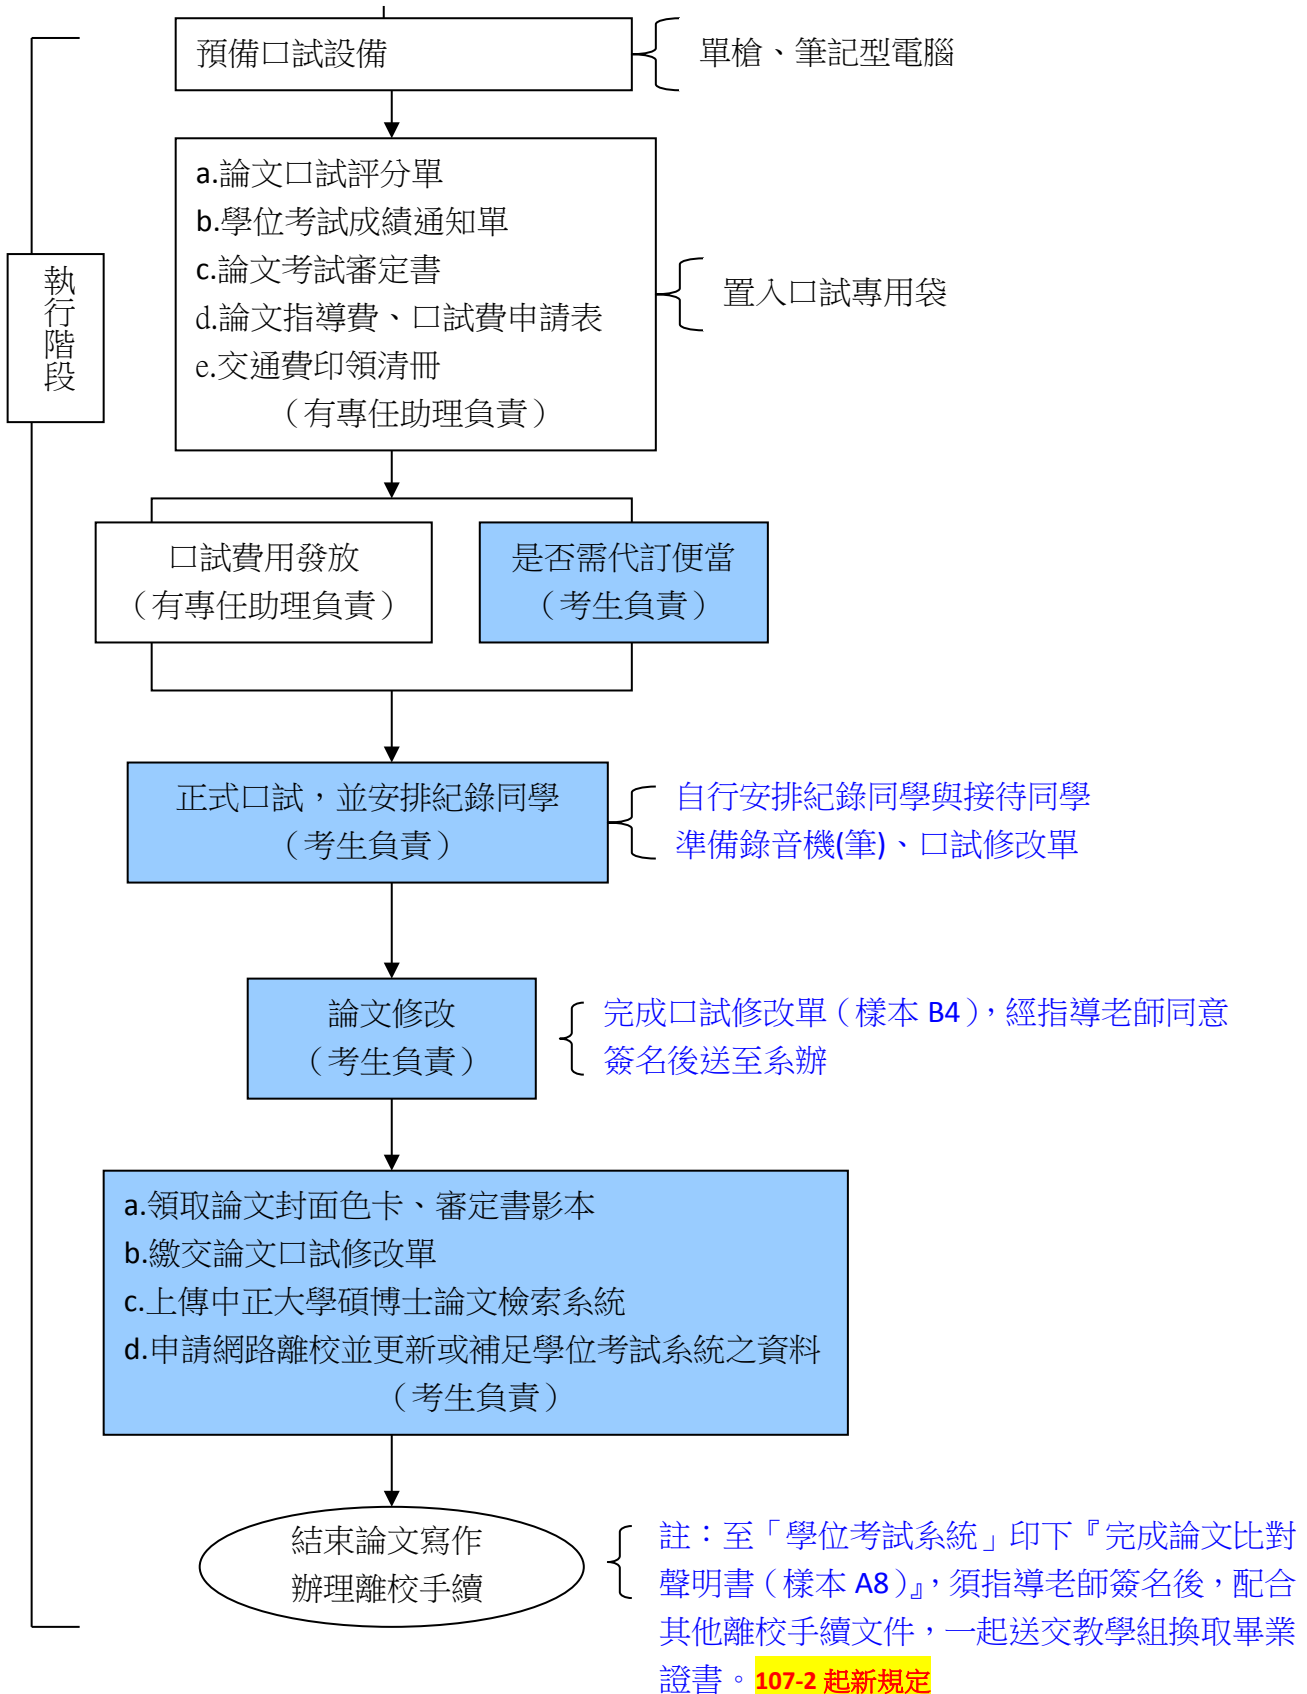 預備口試設備
單槍、筆記型電腦
a.論文口試評分單
b.學位考試成績通知單
c.論文考試審定書
d.論文指導費、口試費申請表
e.交通費印領清冊
（有專任助理負責）
置入口試專用袋
執行階段
口試費用發放
（有專任助理負責）
是否需代訂便當
（考生負責）
正式口試，並安排紀錄同學
（考生負責）
自行安排紀錄同學與接待同學
準備錄音機(筆)、口試修改單
論文修改
（考生負責）
完成口試修改單（樣本 B4），經指導老師同意
簽名後送至系辦
a.領取論文封面色卡、審定書影本
b.繳交論文口試修改單
c.上傳中正大學碩博士論文檢索系統
d.申請網路離校並更新或補足學位考試系統之資料
（考生負責）
結束論文寫作
辦理離校手續
註：至「學位考試系統」印下『完成論文比對
聲明書（樣本 A8）』，須指導老師簽名後，配合
其他離校手續文件，一起送交教學組換取畢業
證書。107-2 起新規定